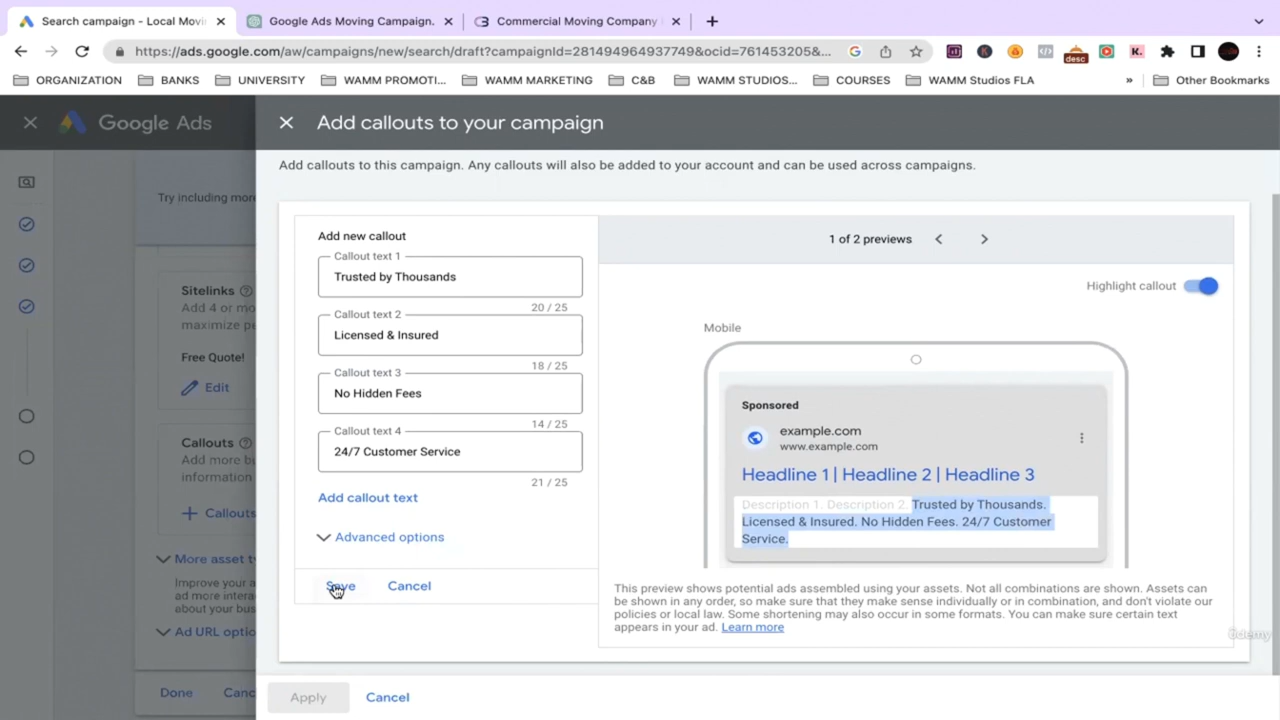 Search campaign - Local Movi
Google Ads Moving Campaign.
Commercial Moving Company
https://ads.google.com/aw/campaigns/new/search/draft?campaignId=281494964937749&ocid=761453205&...
ORGANIZATION
BANKS
UNIVERSITY
WAMM PROMOTI...
WAMM MARKETING
C&B
WAMM STUDIOS...
COURSES
WAMM Studios FLA
»
Other Bookmarks
K
K.
desc
Google Ads
Add callouts to your campaign
Add callouts to this campaign. Any callouts will also be added to your account and can be used across campaigns.
Try including more
Sitelinks
Add 4 or mo
maximize pe
Free Quote!
Edit
Callouts
Add more bu
information
+ Callouts
More asset t
Improve your a
ad more intera
about your bus
Ad URL optio
Done
Canc
Add new callout
Callout text 1
Trusted by Thousands
20 / 25
Callout text 2
Licensed & Insured
18 / 25
Callout text 3
No Hidden Fees
14 / 25
Callout text 4
24/7 Customer Service
21 / 25
Add callout text
Advanced options
Save
Cancel
1 of 2 previews
Highlight callout
Mobile
Sponsored
example.com
www.example.com
Headline 1 | Headline 2 | Headline 3
Description 1. Description 2. Trusted by Thousands.
Licensed & Insured. No Hidden Fees. 24/7 Customer
Service.
This preview shows potential ads assembled using your assets. Not all combinations are shown. Assets
can be shown in any order, so make sure that they make sense individually or in combination, and don't violate our
policies or local law. Some shortening may also occur in some formats. You can make sure certain text
appears in your ad. Learn more
Apply
Cancel
ûdemy